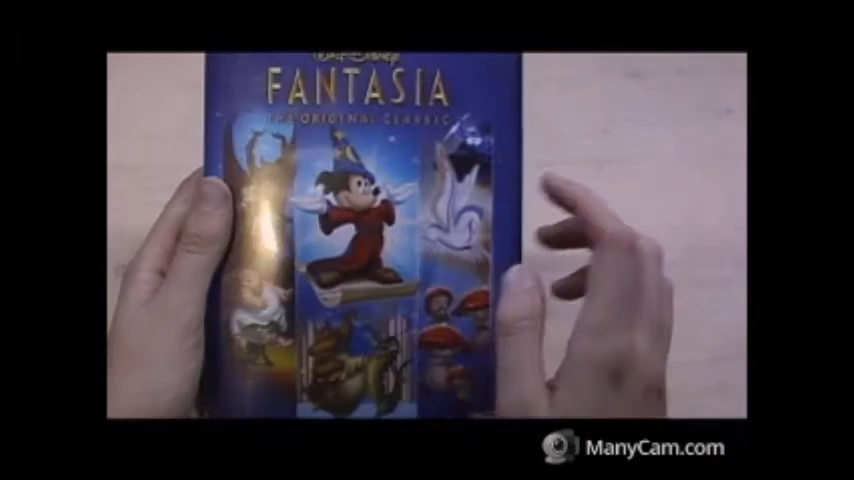 Walt Disney
FANTASIA
THE ORIGINAL CLASSIC
ManyCam.com